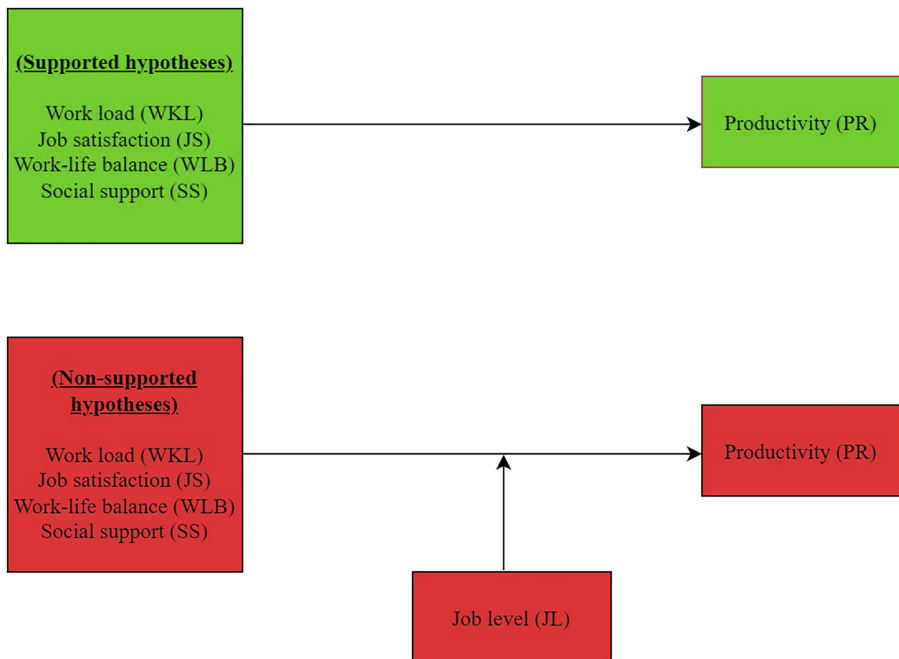 (Supported hypotheses)
Work load (WKL)
Job satisfaction (JS)
Work-life balance (WLB)
Social support (SS)
Productivity (PR)
(Non-supported
hypotheses)
Work load (WKL)
Job satisfaction (JS)
Work-life balance (WLB)
Social support (SS)
Productivity (PR)
Job level (JL)